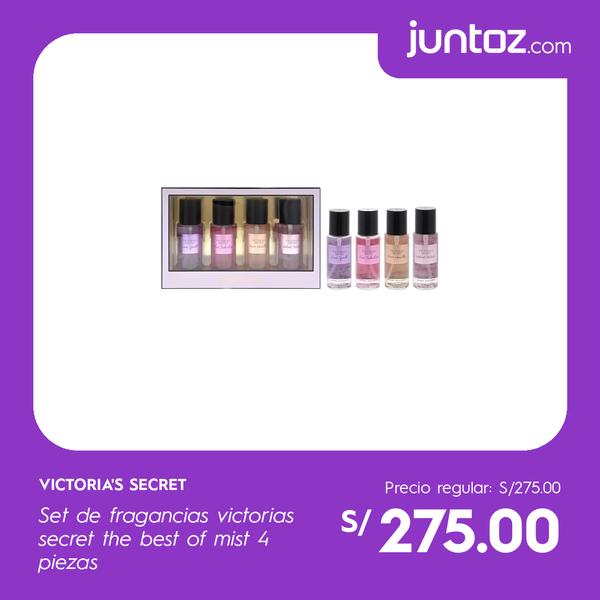 juntoz.com
VICTORIA'S SECRET
Set de fragancias victorias
secret the best of mist 4
piezas
Precio regular: S/275.00
S/ 275.00